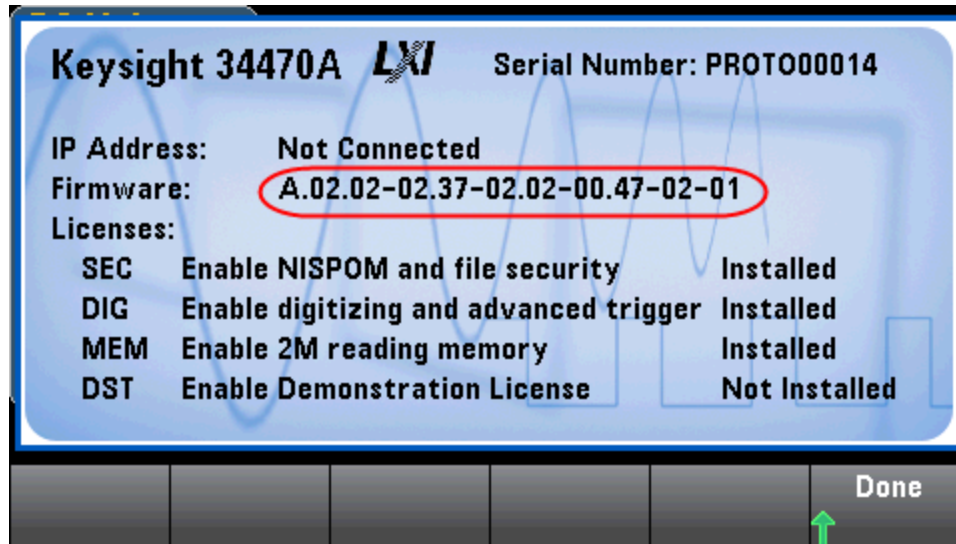 Keysight 34470A LXI Serial Number: PROTO00014
IP Address: Not Connected
Firmware: A.02.02-02.37-02.02-00.47-02-01
Licenses:
SEC Enable NISPOM and file security Installed
DIG Enable digitizing and advanced trigger Installed
MEM Enable 2M reading memory Installed
DST Enable Demonstration License Not Installed
Done